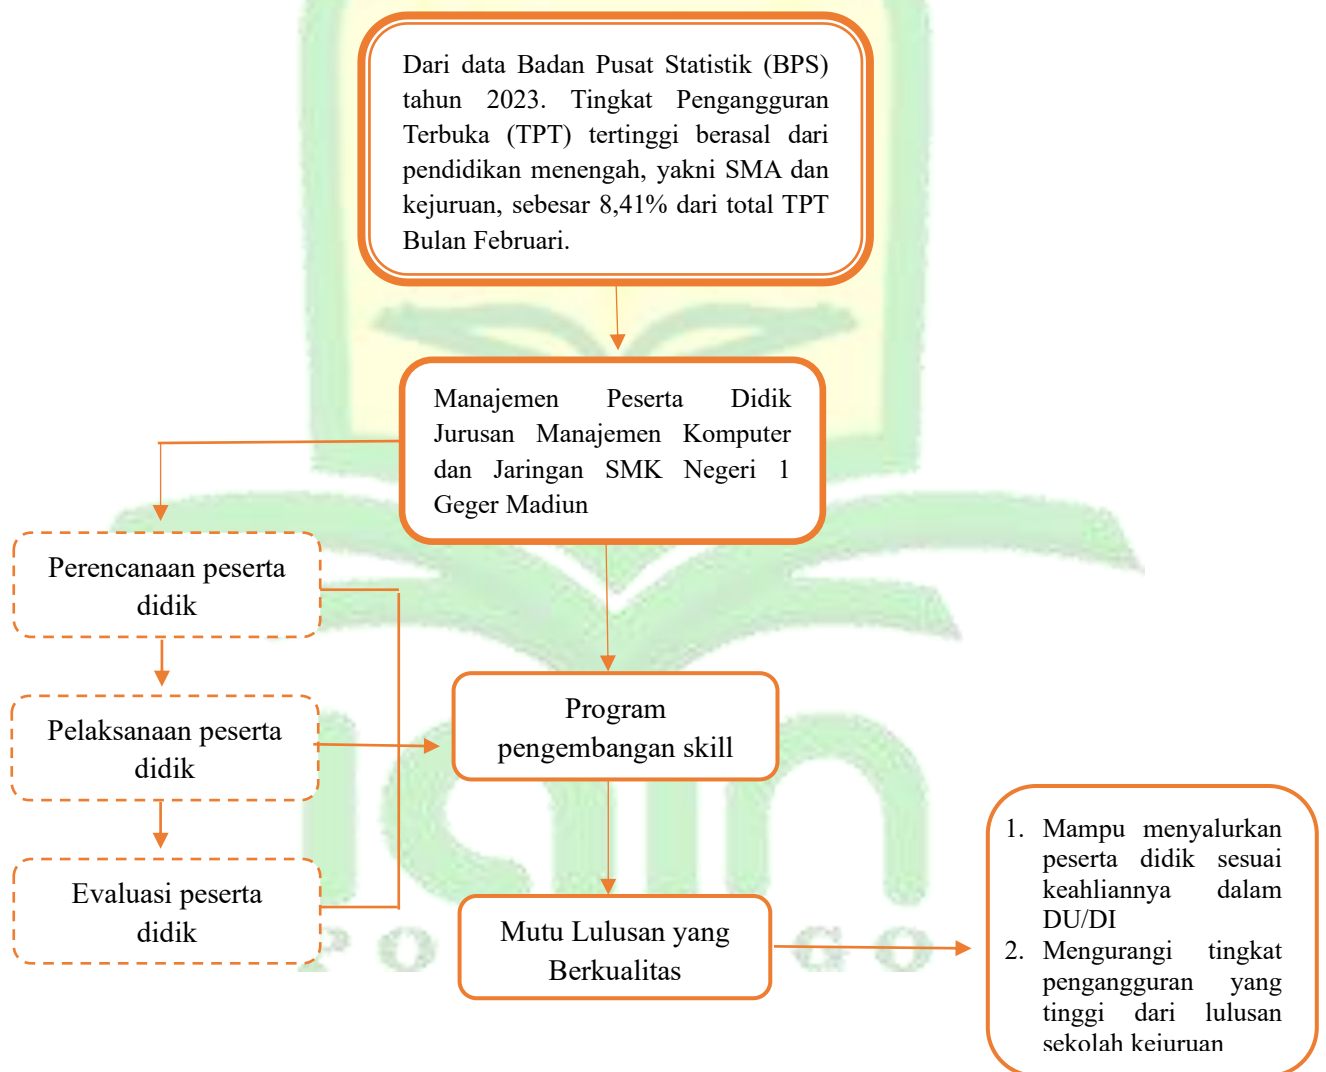 Dari data Badan Pusat Statistik (BPS)
tahun 2023. Tingkat Pengangguran
Terbuka (TPT) tertinggi berasal dari
pendidikan menengah, yakni SMA dan
kejuruan, sebesar 8,41% dari total TPT
Bulan Februari.
Manajemen Peserta Didik
Jurusan Manajemen Komputer
dan Jaringan SMK Negeri 1
Geger Madiun
Perencanaan peserta
didik
Pelaksanaan peserta
didik
Evaluasi peserta
didik
Program
pengembangan skill
Mutu Lulusan yang
Berkualitas
1. Mampu menyalurkan
peserta didik sesuai
keahliannya dalam
DU/DI
2. Mengurangi tingkat
pengangguran yang
tinggi dari lulusan
sekolah kejuruan
iain